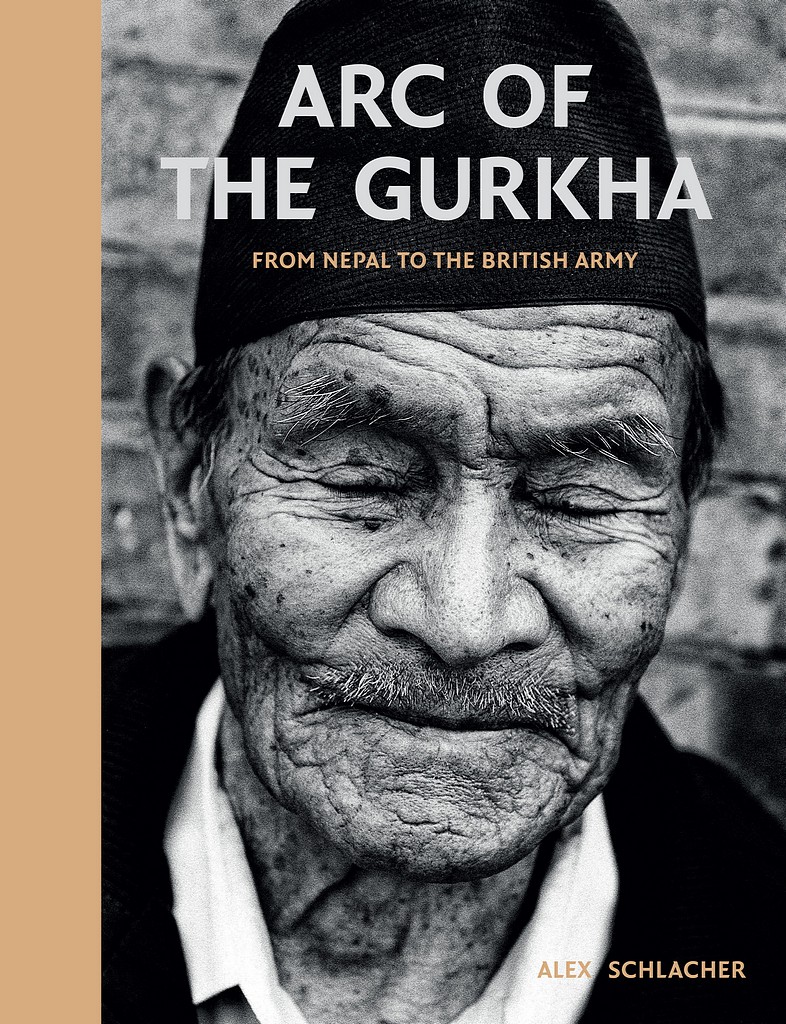 ARC OF
THE GURKHA
FROM NEPAL TO THE BRITISH ARMY
ALEX SCHLACHER